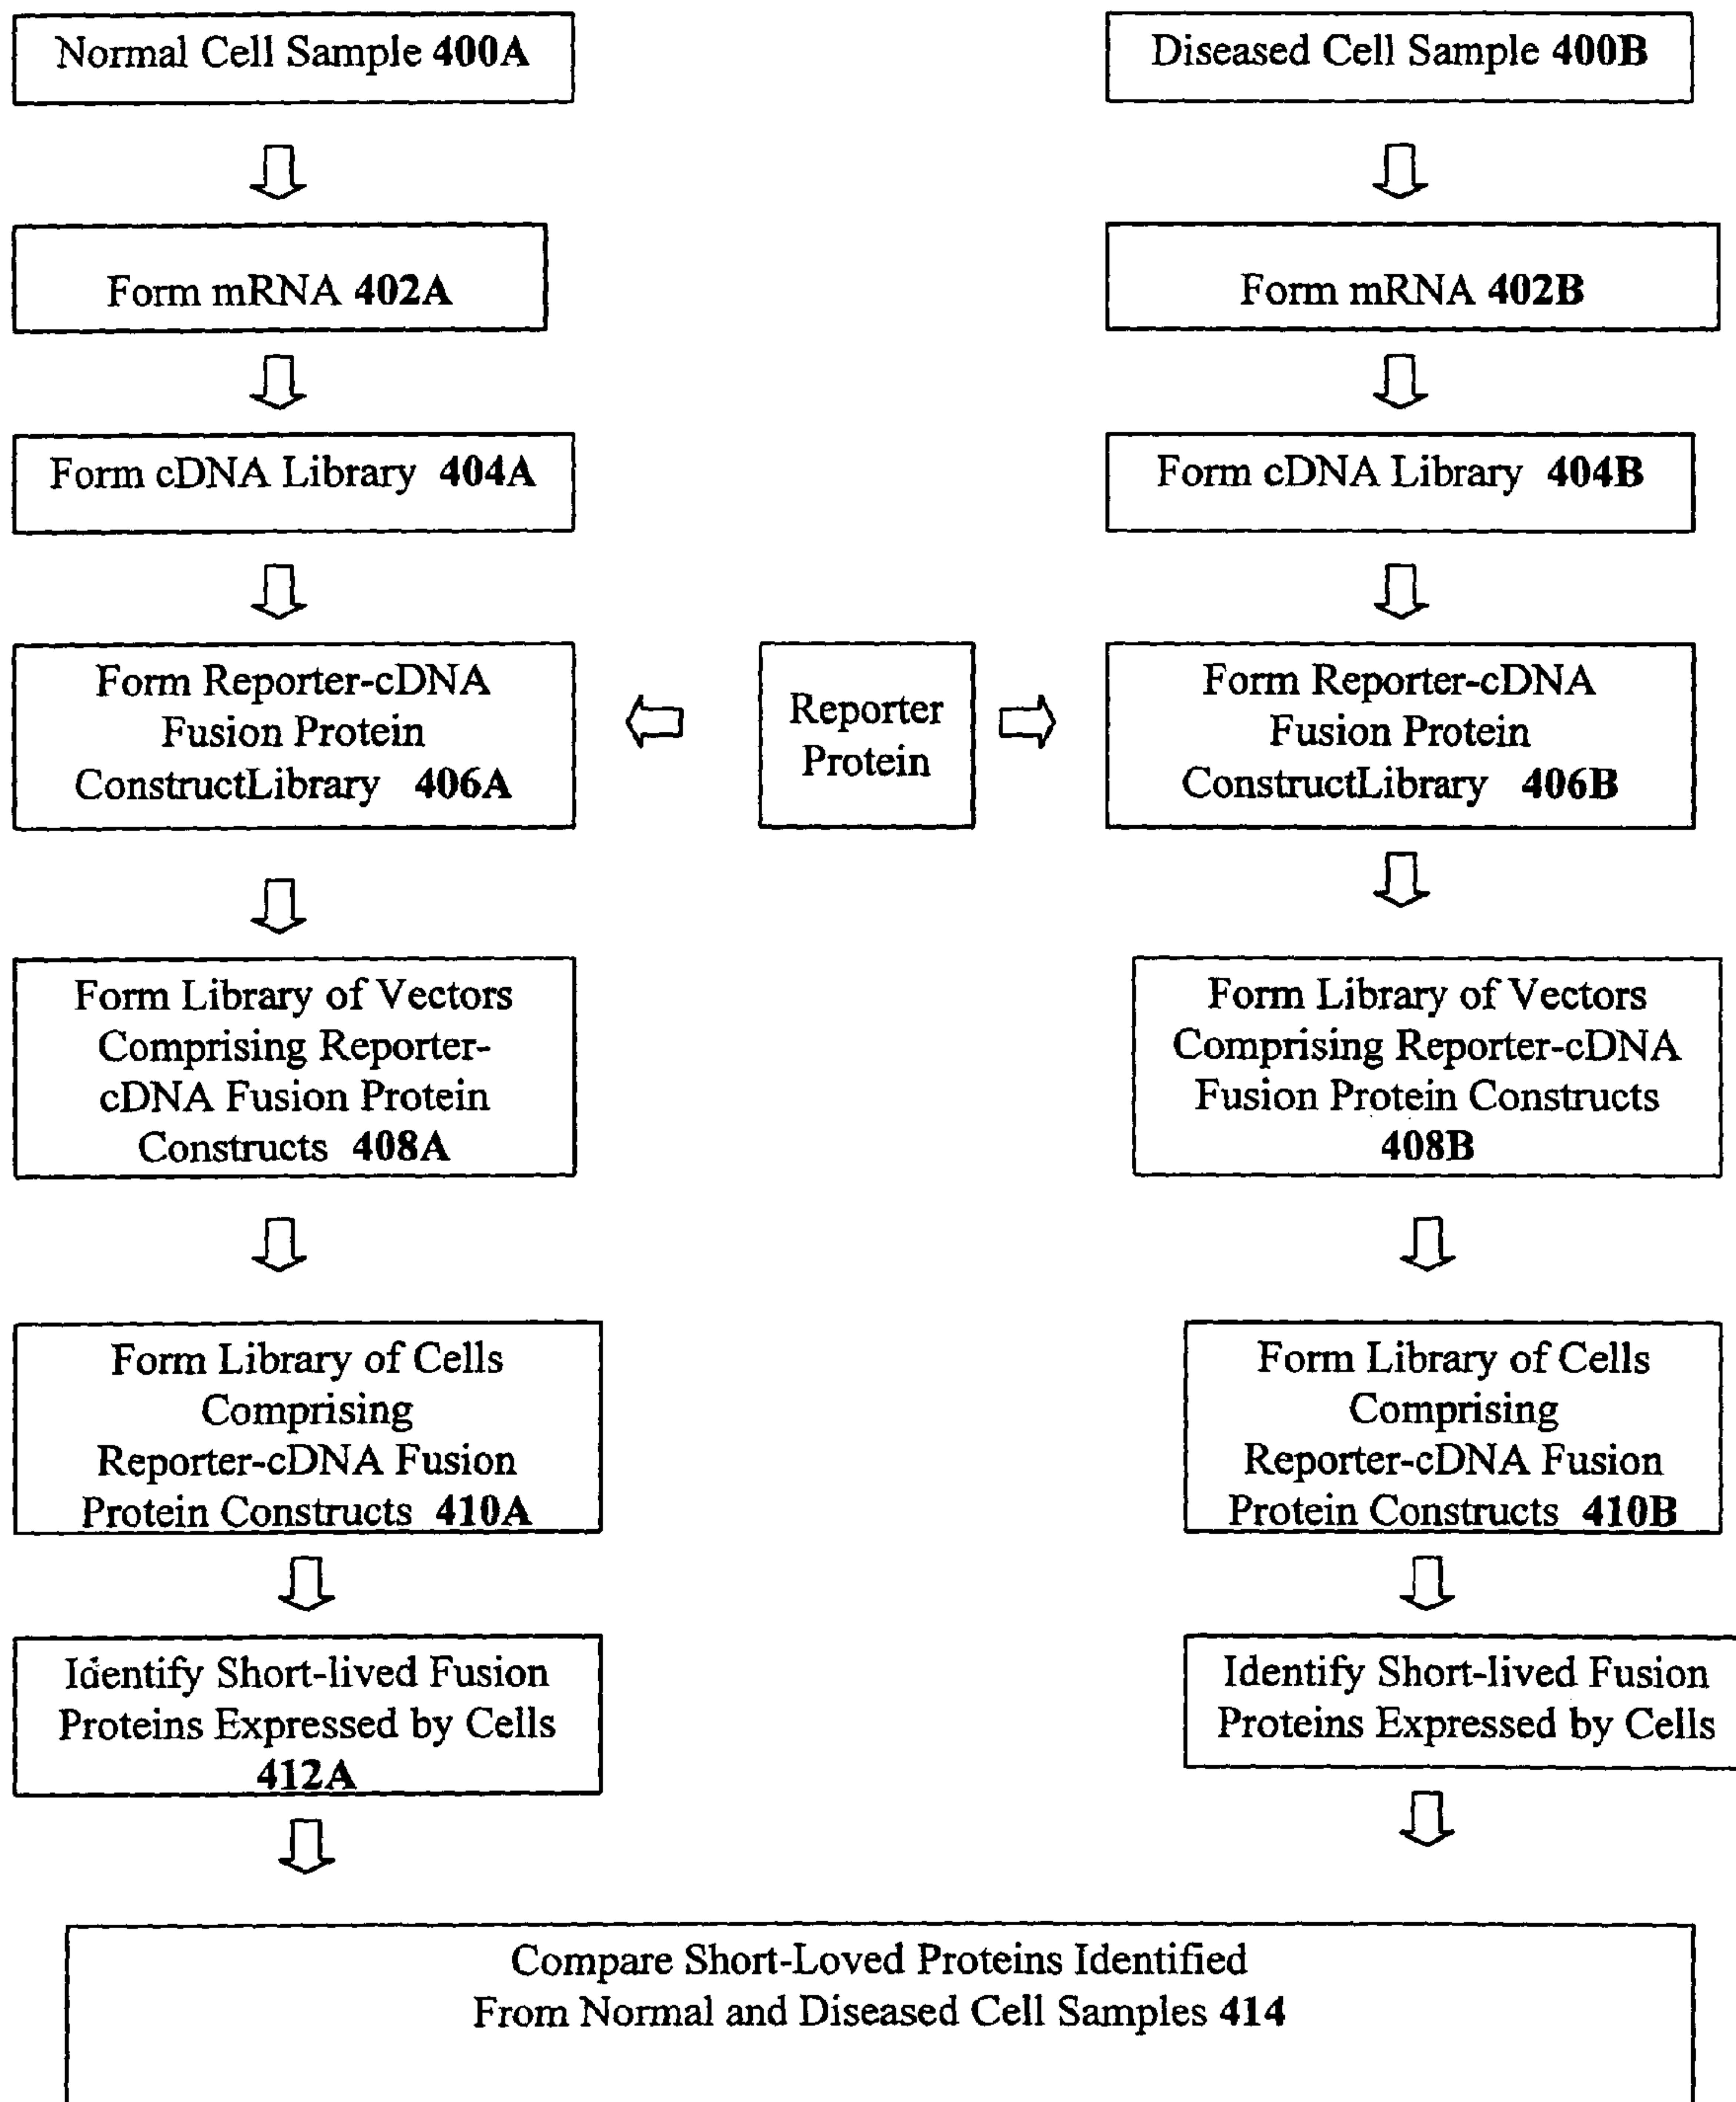 Normal Cell Sample 400A
Diseased Cell Sample 400B
Form mRNA 402A
Form mRNA 402B
Form cDNA Library 404A
Form cDNA Library 404B
Form Reporter-cDNA
Fusion Protein
ConstructLibrary 406A
Reporter
Protein
Form Reporter-cDNA
Fusion Protein
ConstructLibrary 406B
Form Library of Vectors
Comprising Reporter-
cDNA Fusion Protein
Constructs 408A
Form Library of Vectors
Comprising Reporter-cDNA
Fusion Protein Constructs
408B
Form Library of Cells
Comprising
Reporter-cDNA Fusion
Protein Constructs 410A
Form Library of Cells
Comprising
Reporter-cDNA Fusion
Protein Constructs 410B
Identify Short-lived Fusion
Proteins Expressed by Cells
412A
Identify Short-lived Fusion
Proteins Expressed by Cells
Compare Short-Loved Proteins Identified
From Normal and Diseased Cell Samples 414